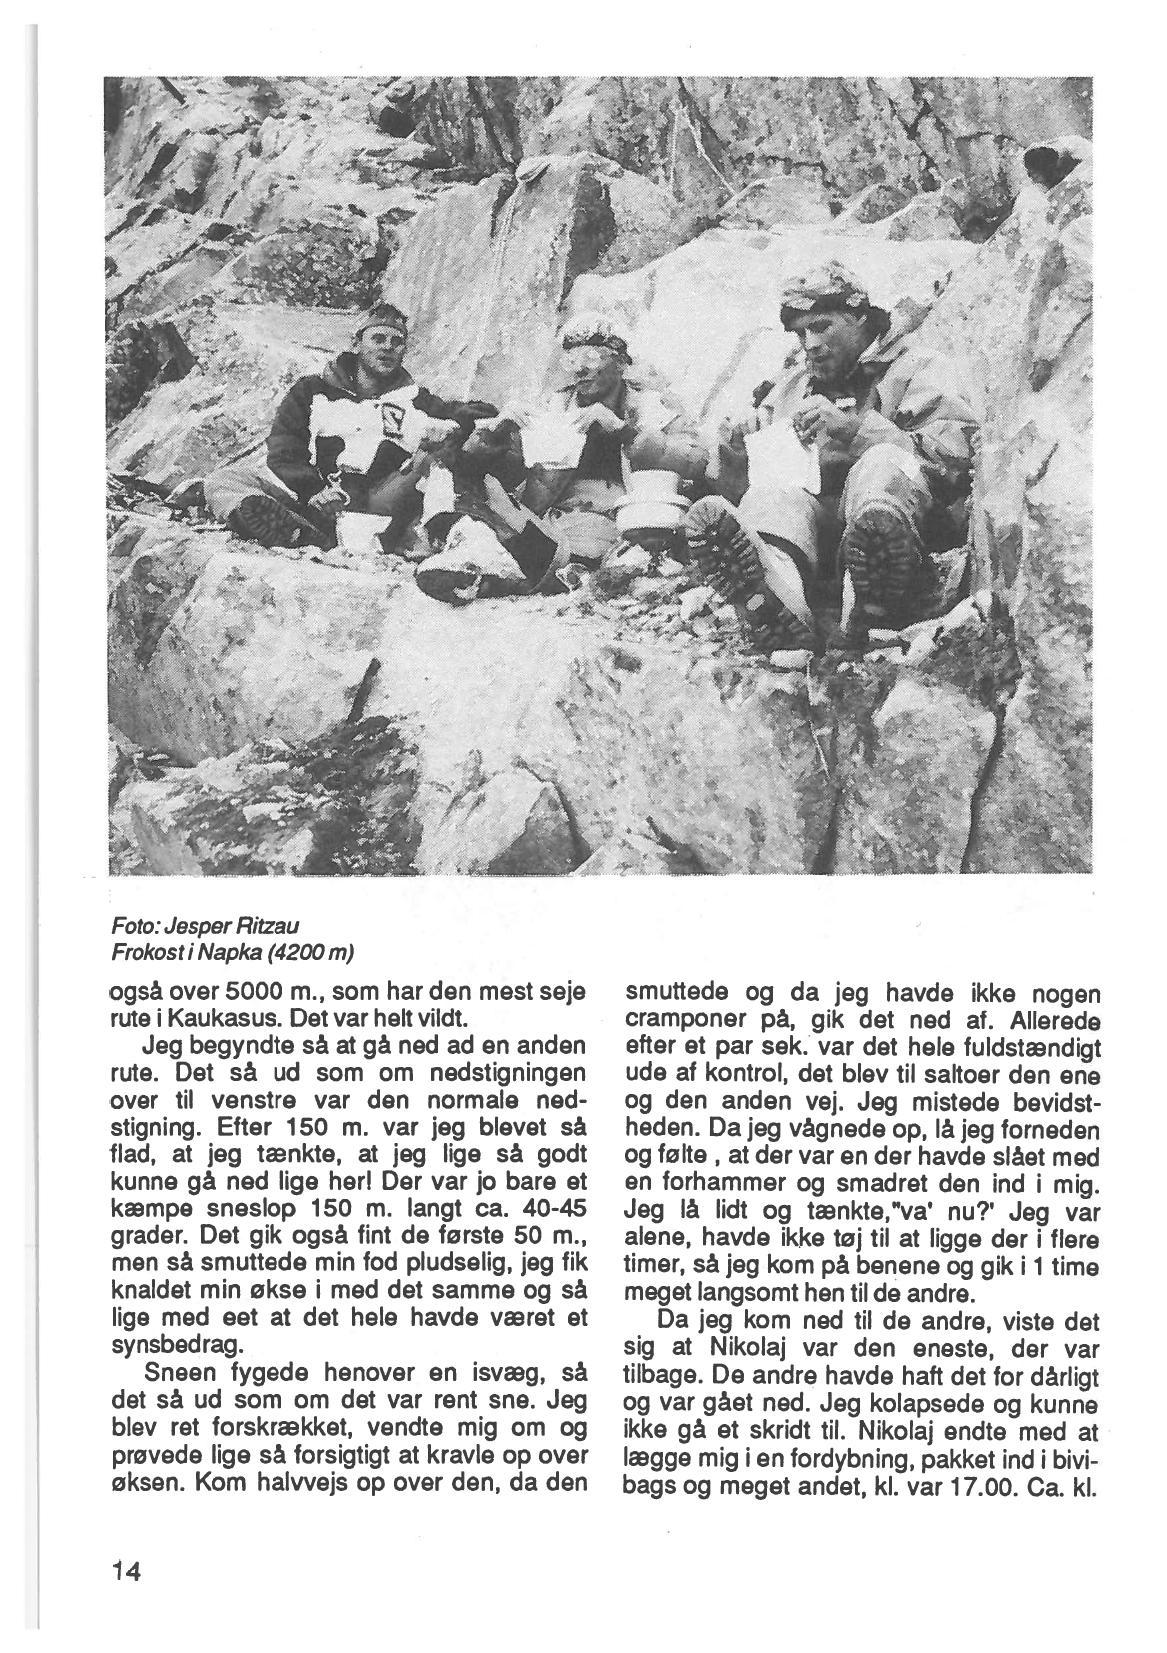 Foto: Jesper Ritzau
Frokost i Napka (4200 m)
også over 5000 m., som har den mest seje
rute i Kaukasus. Det var helt vildt.
Jeg begyndte så at gå ned ad en anden
rute. Det så ud som om nedstigningen
over til venstre var den normale ned-
stigning. Efter 150 m. var jeg blevet så
flad, at jeg tænkte, at jeg lige så godt
kunne gå ned lige her! Der var jo bare et
kæmpe sneslop 150 m. langt ca. 40-45
grader. Det gik også fint de første 50 m.,
men så smuttede min fod pludselig, jeg fik
knaldet min økse i med det samme og så
lige med eet at det hele havde været et
synsbedrag.
Sneen fygede henover en isvæg, så
det så ud som om det var rent sne. Jeg
blev ret forskrækket, vendte mig om og
prøvede lige så forsigtigt at kravle op over
øksen. Kom halvvejs op over den, da den
smuttede og da jeg havde ikke nogen
cramponer på, gik det ned af. Allerede
efter et par sek. var det hele fuldstændigt
ude af kontrol, det blev til saltoer den ene
og den anden vej. Jeg mistede bevidst-
heden. Da jeg vågnede op, lå jeg forneden
og følte , at der var en der havde slået med
en forhammer og smadret den ind i mig.
Jeg lå lidt og tænkte,"va' nu?' Jeg var
alene, havde ikke tøj til at ligge der i flere
timer, så jeg kom på benene og gik i 1 time
meget langsomt hen til de andre.
Da jeg kom ned til de andre, viste det
sig at Nikolaj var den eneste, der var
tilbage. De andre havde haft det for dårligt
og var gået ned. Jeg kolapsede og kunne
ikke gå et skridt til. Nikolaj endte med at
lægge mig i en fordybning, pakket ind i bivi-
bags og meget andet, kl. var 17.00. Ca. kl.
14